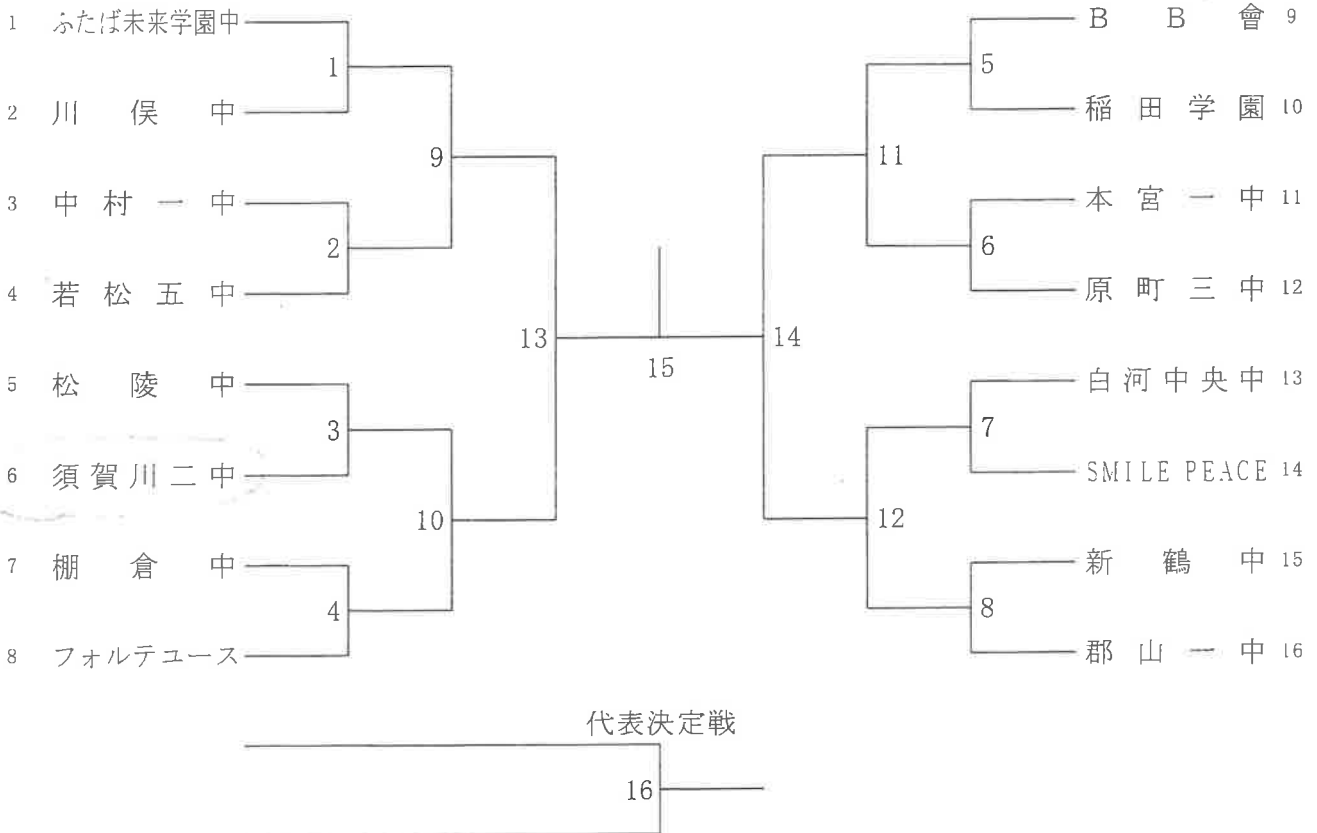 1 ふたば未来学園中
2 川俣中
3 中村一中
4 若松五中
5 松陵中
6 須賀川二中
7 棚倉中
8 フォルテユース
1
2
3
4
9
10
13
15
14
11
12
5
6
7
8
BB會 9
稲田学園 10
本宮一中 11
原町三中 12
白河中央中 13
SMILE PEACE 14
新鶴中 15
郡山一中 16
代表決定戦
16